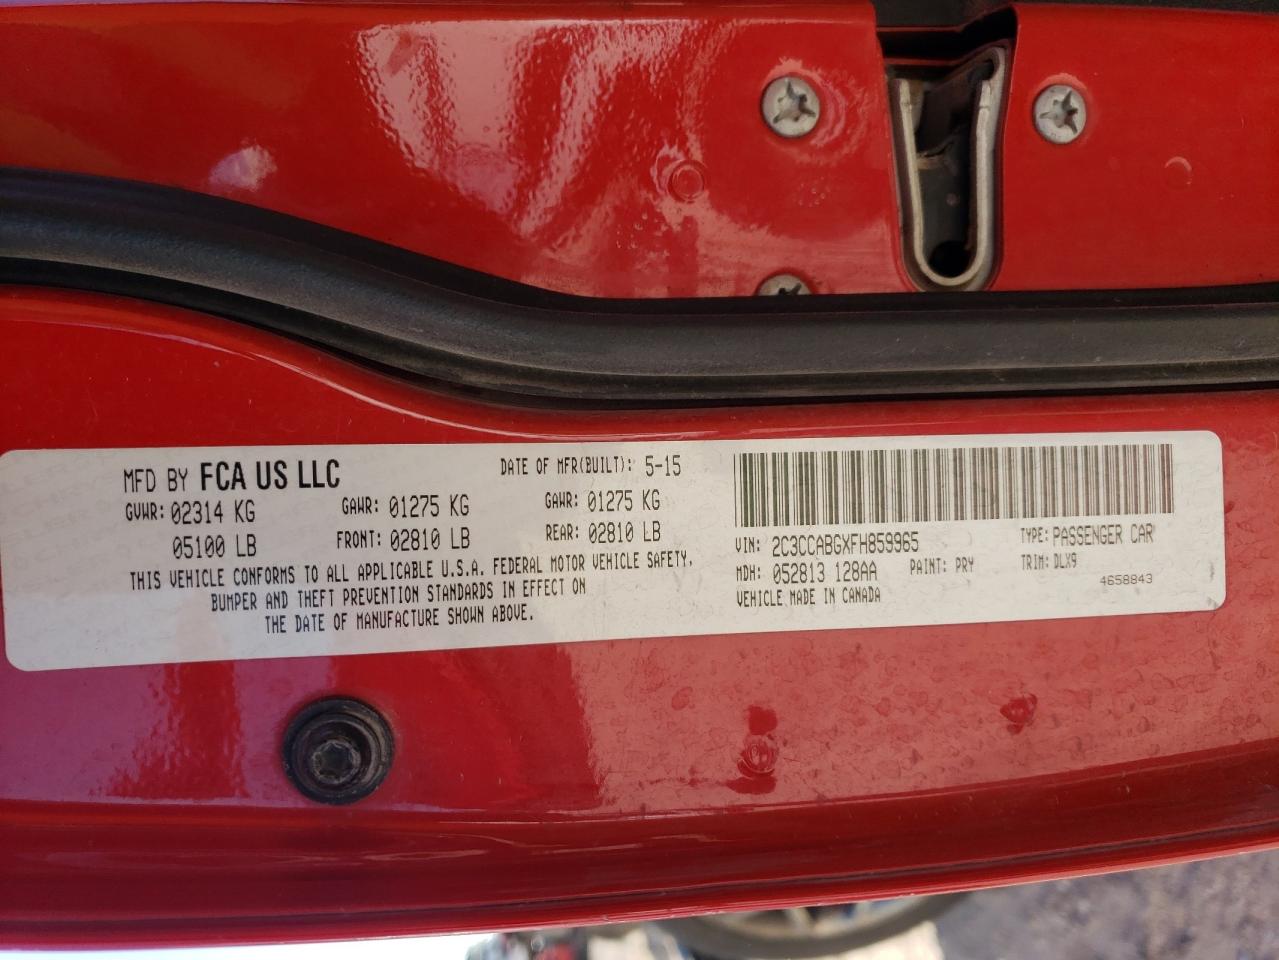 MFD BY FCA US LLC DATE OF MFR(BUILT): 5-15
GVWR: 02314 KG GAWR: 01275 KG GAWR: 01275 KG
05100 LB FRONT: 02810 LB REAR: 02810 LB
THIS VEHICLE CONFORMS TO ALL APPLICABLE U.S.A. FEDERAL MOTOR VEHICLE SAFETY,
BUMPER AND THEFT PREVENTION STANDARDS IN EFFECT ON
THE DATE OF MANUFACTURE SHOWN ABOVE.
VIN: 2C3CCABGXFH859965 TYPE: PASSENGER CAR
MDH: 052813 128AA PAINT: PRY TRIM: DLX9
VEHICLE MADE IN CANADA 4658843